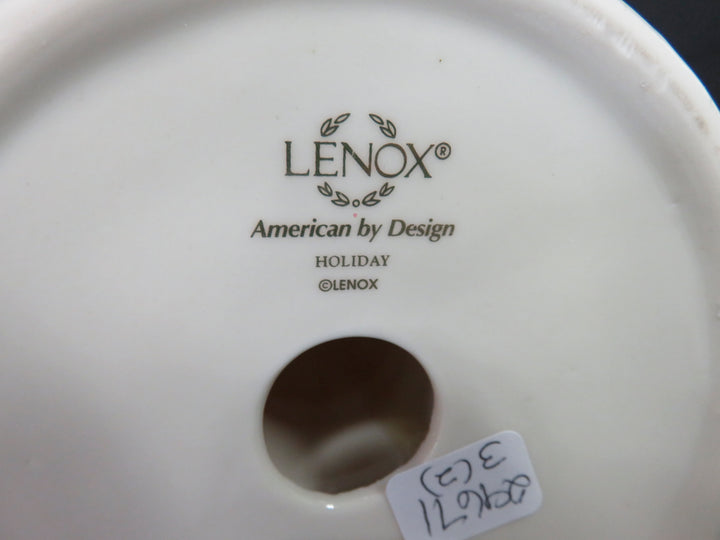 LENOX®
American by Design
HOLIDAY
©LENOX
3(2)